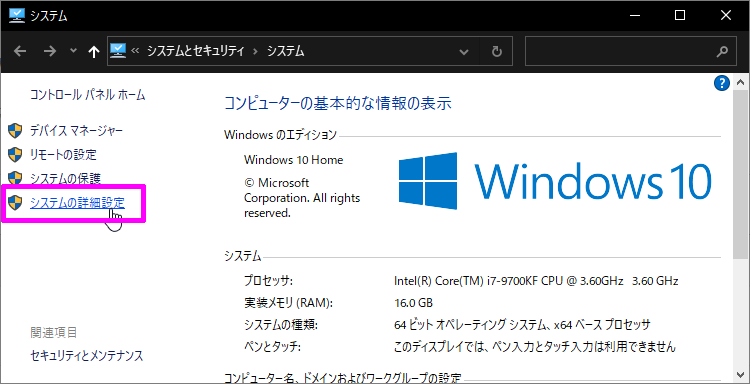 システム
システムとセキュリティ › システム
コントロール パネル ホーム
デバイス マネージャー
リモートの設定
システムの保護
システムの詳細設定
関連項目
セキュリティとメンテナンス
コンピューターの基本的な情報の表示
Windows のエディション
Windows 10 Home
© Microsoft
Corporation. All rights
reserved.
Windows 10
システム
プロセッサ: Intel(R) Core(TM) i7-9700KF CPU @ 3.60GHz 3.60 GHz
実装メモリ (RAM): 16.0 GB
システムの種類: 64 ビット オペレーティング システム、x64 ベース プロセッサ
ペンとタッチ: このディスプレイでは、ペン入力とタッチ入力は利用できません
コンピューター名、ドメインおよびワークグループの設定